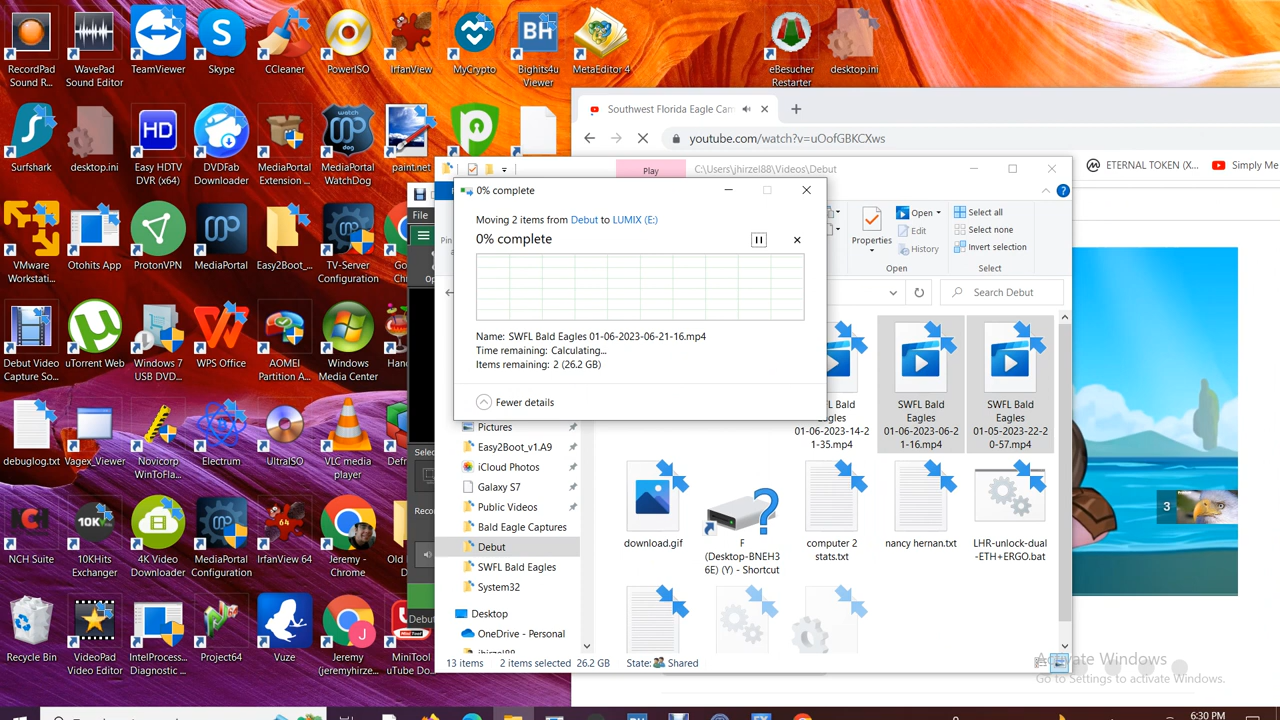 RecordPad
Sound R...
WavePad
Sound Editor
TeamViewer
Skype
CCleaner
PowerISO
IrfanView
MyCrypto
BH
Bighits4u
Viewer
MetaEditor 4
eBesucher
Restarter
desktop.ini
Southwest Florida Eagle Cam
youtube.com/watch?v=uOofGBKCXws
ETERNAL TOKEN (X...
Simply Me
Surfshark
desktop.ini
HD
Easy HDTV
DVR (x64)
DVDFab
Downloader
MediaPortal
Extension ...
watch
dog
MediaPortal
WatchDog
paint.net
Play
C:\Users\jhirzel88\Videos\Debut
0% complete
Moving 2 items from Debut to LUMIX (E:)
0% complete
Name: SWFL Bald Eagles 01-06-2023-06-21-16.mp4
Time remaining: Calculating...
Items remaining: 2 (26.2 GB)
Fewer details
File
Properties
Open
Edit
History
Open
Select all
Select none
Invert selection
Select
Search Debut
VMware
Workstati...
Otohits App
ProtonVPN
MediaPortal
Easy2Boot_...
TV-Server
Configuration
Debut Video
Capture So...
uTorrent Web
Windows 7
USB DVD...
WPS Office
AOMEI
Partition A...
Windows
Media Center
SWFL Bald
Eagles
01-06-2023-14-2
1-35.mp4
SWFL Bald
Eagles
01-06-2023-06-2
1-16.mp4
SWFL Bald
Eagles
01-05-2023-22-2
0-57.mp4
debuglog.txt
Vagex_Viewer
Novicorp
WinToFla...
Electrum
UltraISO
VLC media
player
Pictures
Easy2Boot_v1.A9
iCloud Photos
Galaxy S7
Public Videos
Bald Eagle Captures
Debut
SWFL Bald Eagles
System32
Desktop
OneDrive - Personal
download.gif
F
(Desktop-BNEH3
6E) (Y) - Shortcut
computer 2
stats.txt
nancy hernan.txt
LHR-unlock-dual
-ETH+ERGO.bat
3
NCH Suite
10K
10KHits
Exchanger
4K Video
Downloader
MediaPortal
Configuration
64
IrfanView 64
Jeremy -
Chrome
Recycle Bin
VideoPad
Video Editor
IntelProcess...
Diagnostic ...
Project64
Vuze
J
Jeremy
(jeremyhirze...
MiniTool
uTube Do...
13 items
2 items selected 26.2 GB
State: Shared
Activate Windows
Go to Settings to activate Windows.
6:30 PM